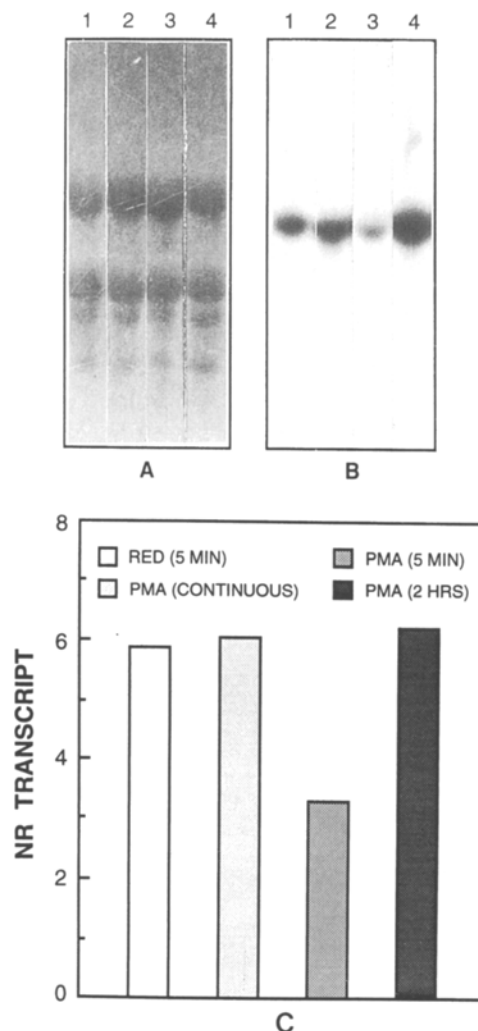 1 2 3 4 1 2 3 4
A B
8
RED (5 MIN) PMA (5 MIN)
PMA (CONTINUOUS) PMA (2 HRS)
6
4
2
0
NR TRANSCRIPT
C